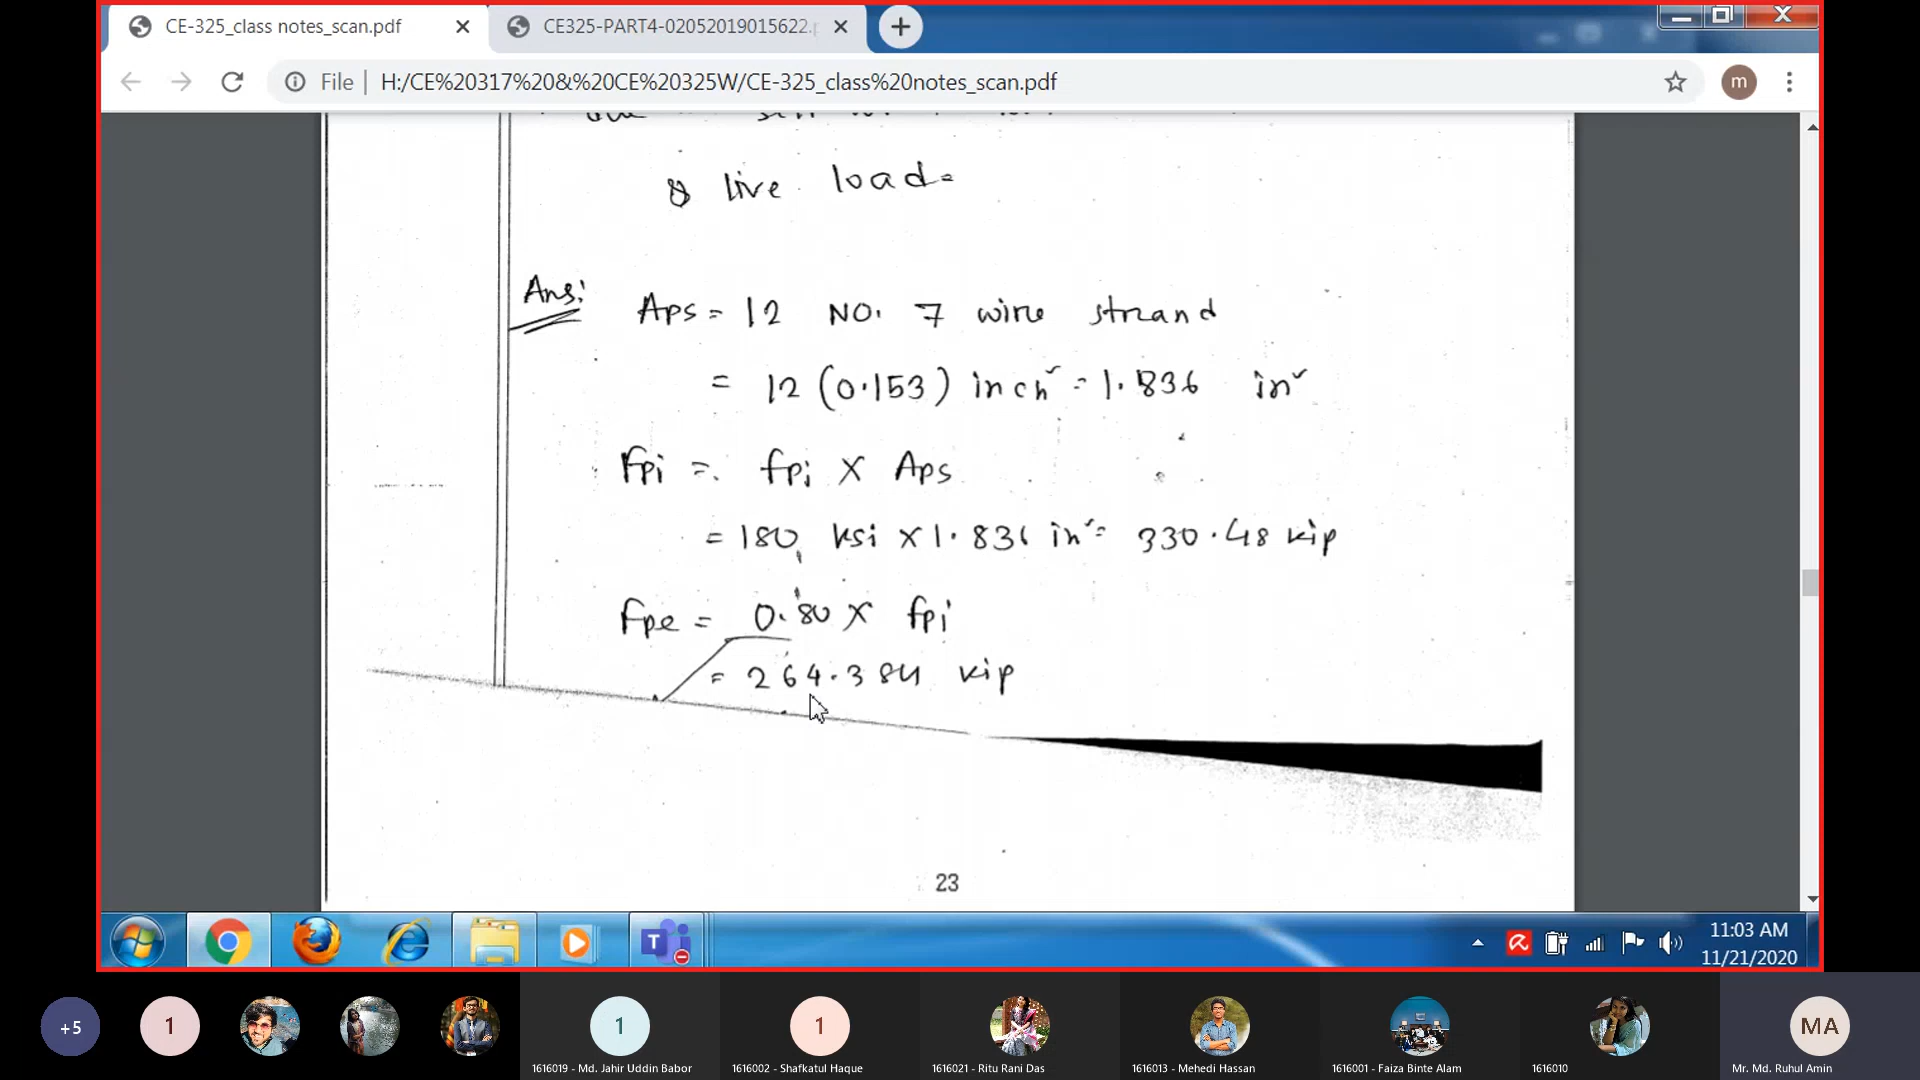 CE-325_class notes_scan.pdf
CE325-PART4-02052019015622.p
File | H:/CE%20317%20&%20CE%20325W/CE-325_class%20notes_scan.pdf
m
& live load
Ans: Aps = 12 NO. 7 wire strand
= 12 (0.153) inch² = 1.836 in²
Fpi = fpi X Aps
= 180 ksi X 1.836 in² = 330.48 kip
Fpe = 0.80 X fpi
= 264.384 kip
23
11:03 AM
11/21/2020
+5
1
1
1
MA
1616019 - Md. Jahir Uddin Babor
1616002 - Shafkatul Haque
1616021 - Ritu Rani Das
1616013 - Mehedi Hassan
1616001 - Faiza Binte Alam
1616010
Mr. Md. Ruhul Amin